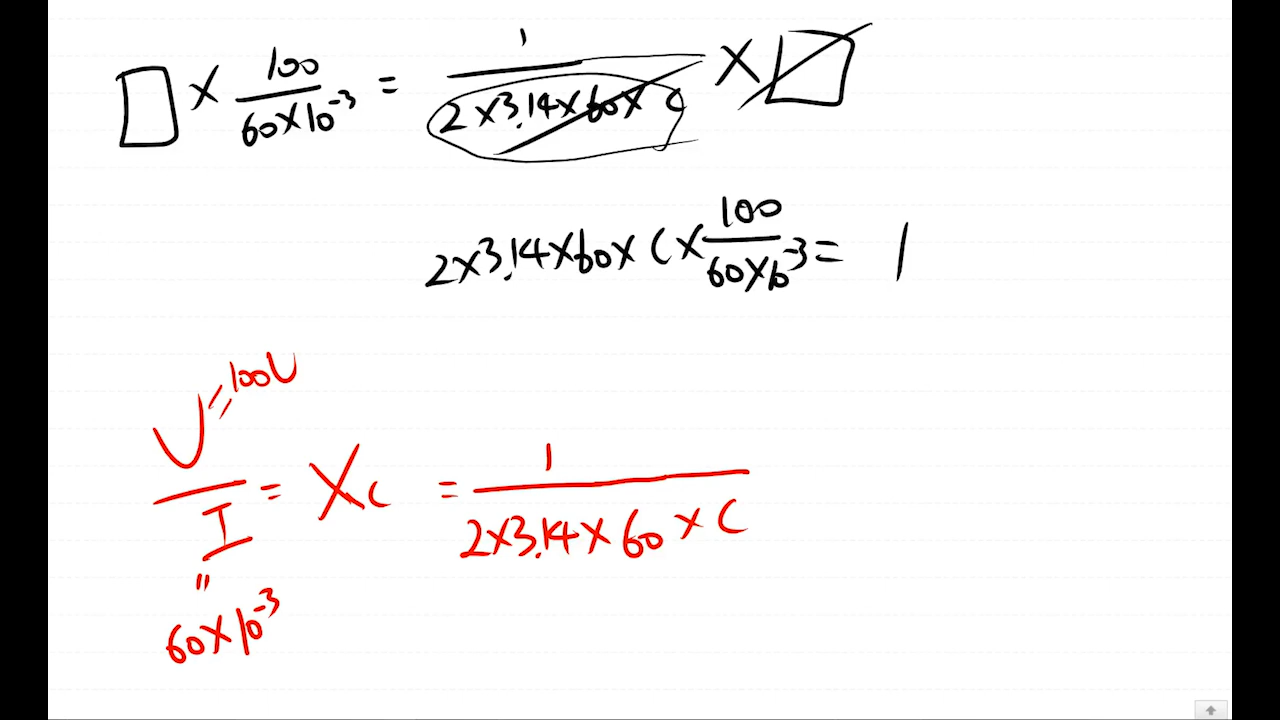 □ × 100/60×10⁻³ = 1/2×3.14×60×C × □
2×3.14×60×C×100/60×10⁻³ = 1
V=100V/I = Xc = 1/2×3.14×60×C
"
60×10⁻³